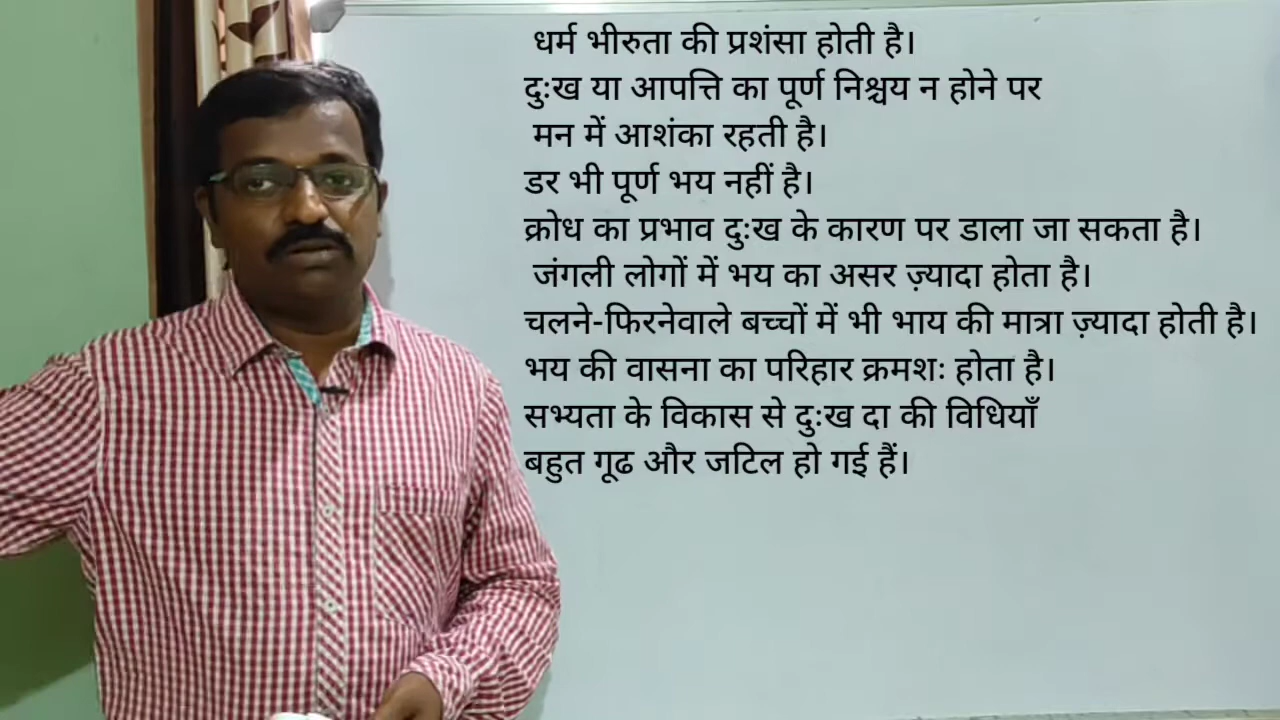 धर्म भीरुता की प्रशंसा होती है।
दुःख या आपत्ति का पूर्ण निश्चय न होने पर
मन में आशंका रहती है।
डर भी पूर्ण भय नहीं है।
क्रोध का प्रभाव दुःख के कारण पर डाला जा सकता है।
जंगली लोगों में भय का असर ज़्यादा होता है।
चलने-फिरनेवाले बच्चों में भी भाय की मात्रा ज़्यादा होती है।
भय की वासना का परिहार क्रमशः होता है।
सभ्यता के विकास से दुःख दा की विधियाँ
बहुत गूढ और जटिल हो गई हैं।